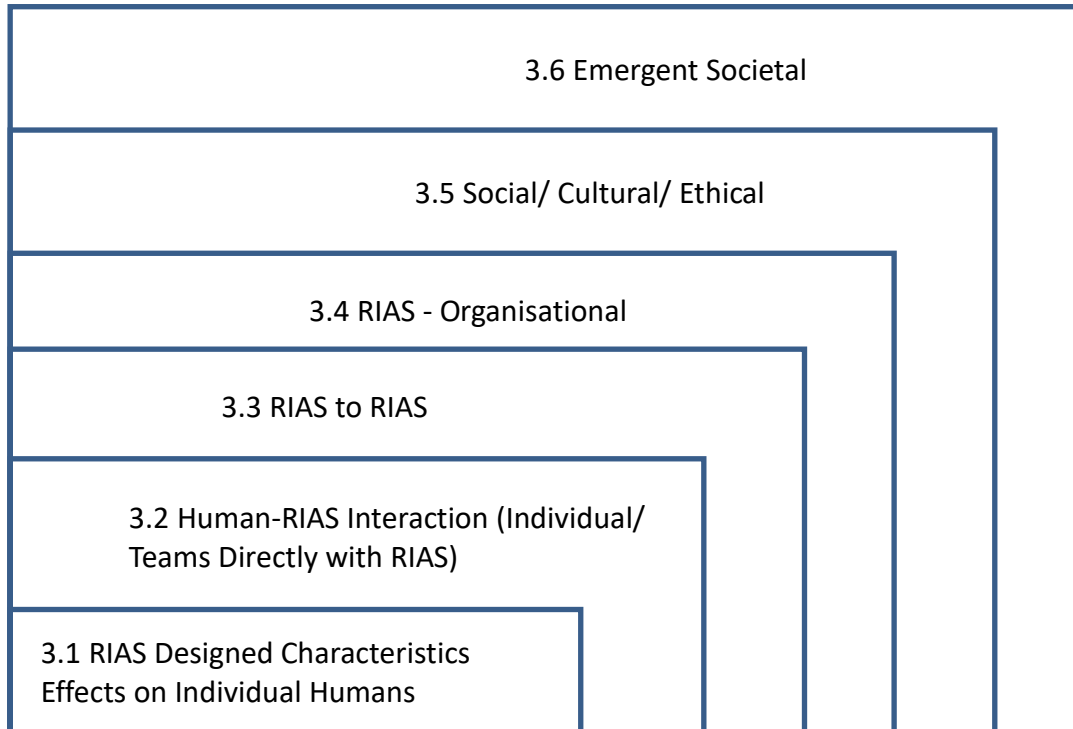 3.6 Emergent Societal
3.5 Social/ Cultural/ Ethical
3.4 RIAS - Organisational
3.3 RIAS to RIAS
3.2 Human-RIAS Interaction (Individual/
Teams Directly with RIAS)
3.1 RIAS Designed Characteristics
Effects on Individual Humans